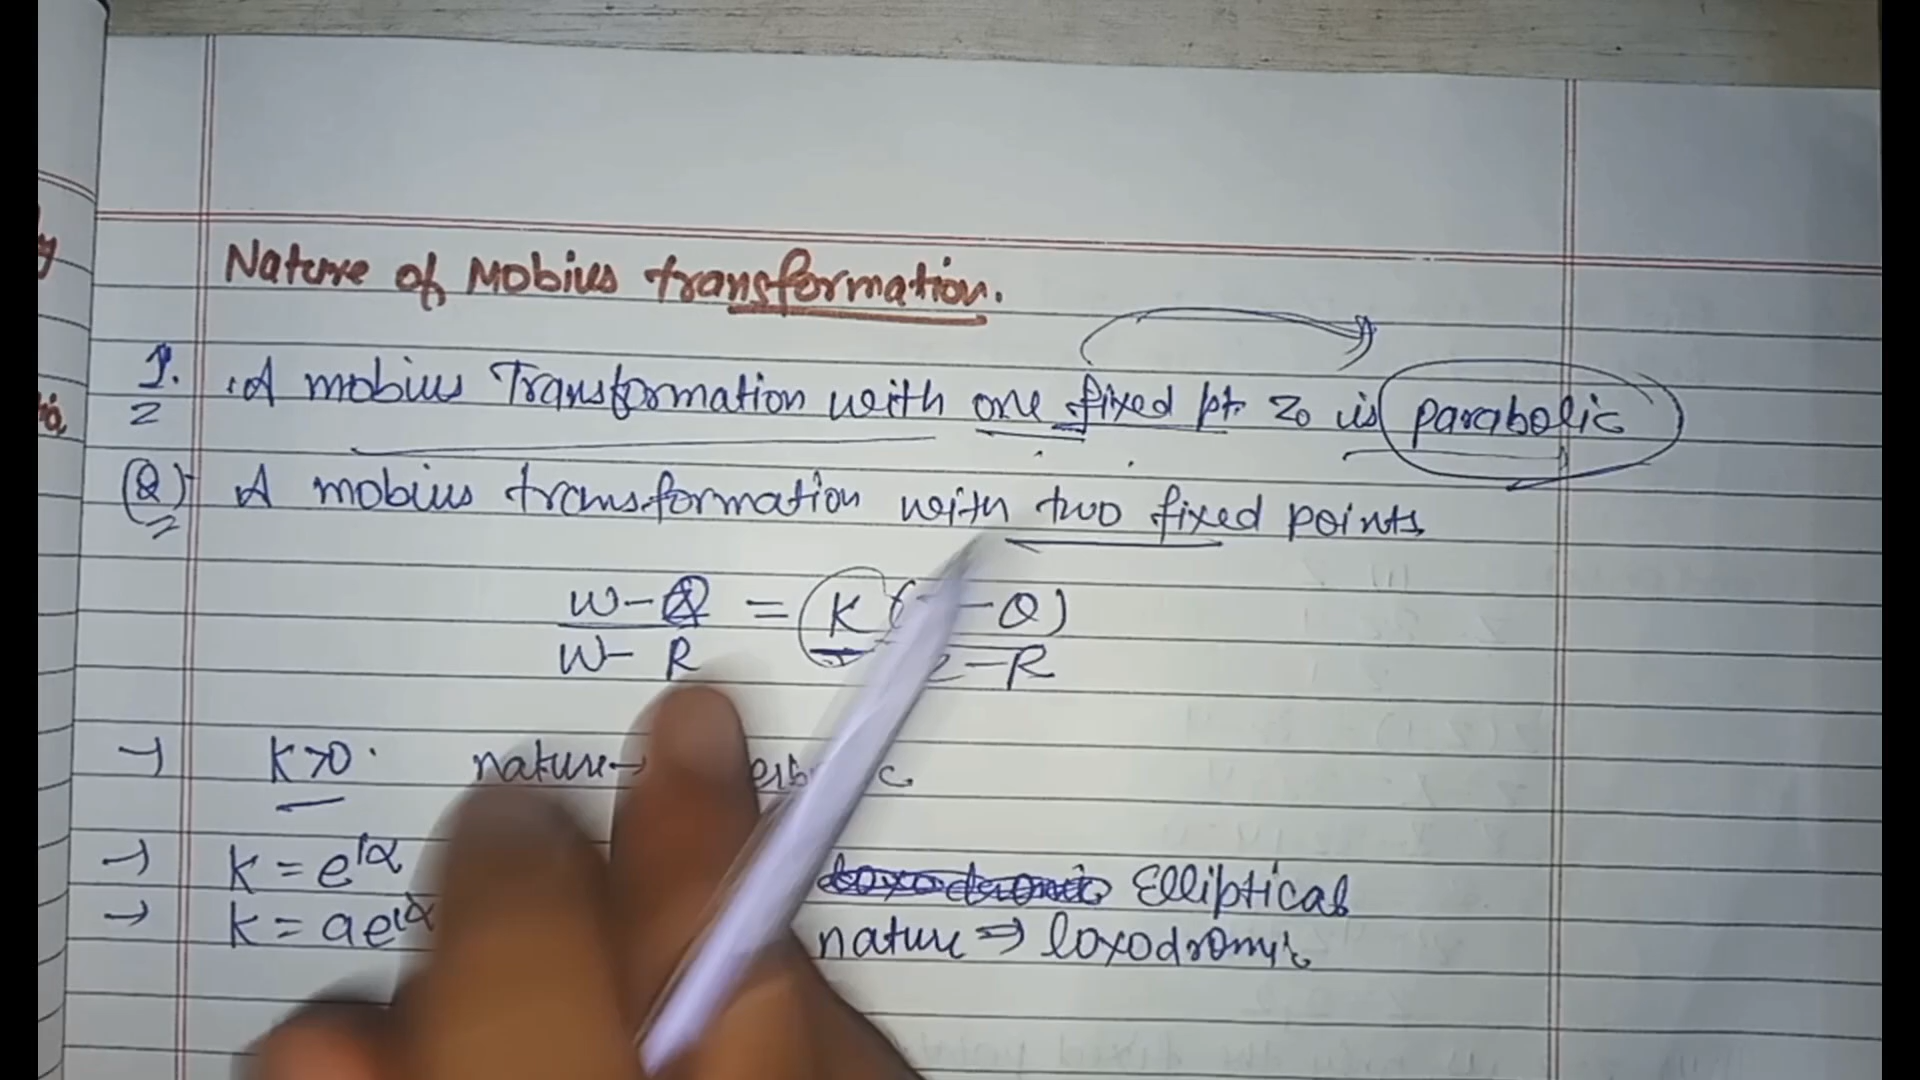 Nature of Mobius transformation.
1. A mobius Transformation with one fixed pt. z₀ is parabolic
(2) A mobius transformation with two fixed points
w-Q = K ( -Q)
w- R z-R
K>0. nature→
k = e^iα Elliptical
k = ae^iα nature ⇒ loxodromic